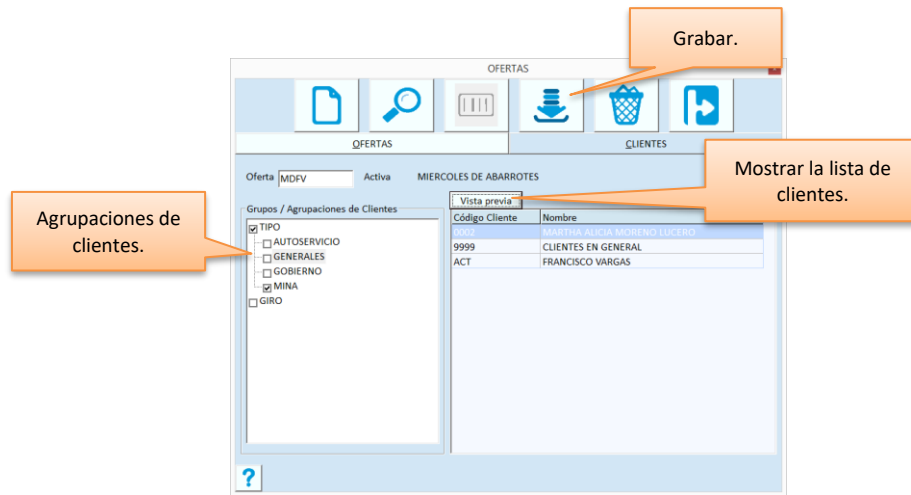 Grabar.
OFERTAS
OFERTAS
CLIENTES
Mostrar la lista de
clientes.
Oferta MDFV Activa MIERCOLES DE ABARROTES
Vista previa
Agrupaciones de
clientes.
Grupos / Agrupaciones de Clientes
Código Cliente Nombre
TIPO
0002 MARTHA ALICIA MORENO LUCERO
AUTOSERVICIO
9999 CLIENTES EN GENERAL
GENERALES
ACT FRANCISCO VARGAS
GOBIERNO
MINA
GIRO
?